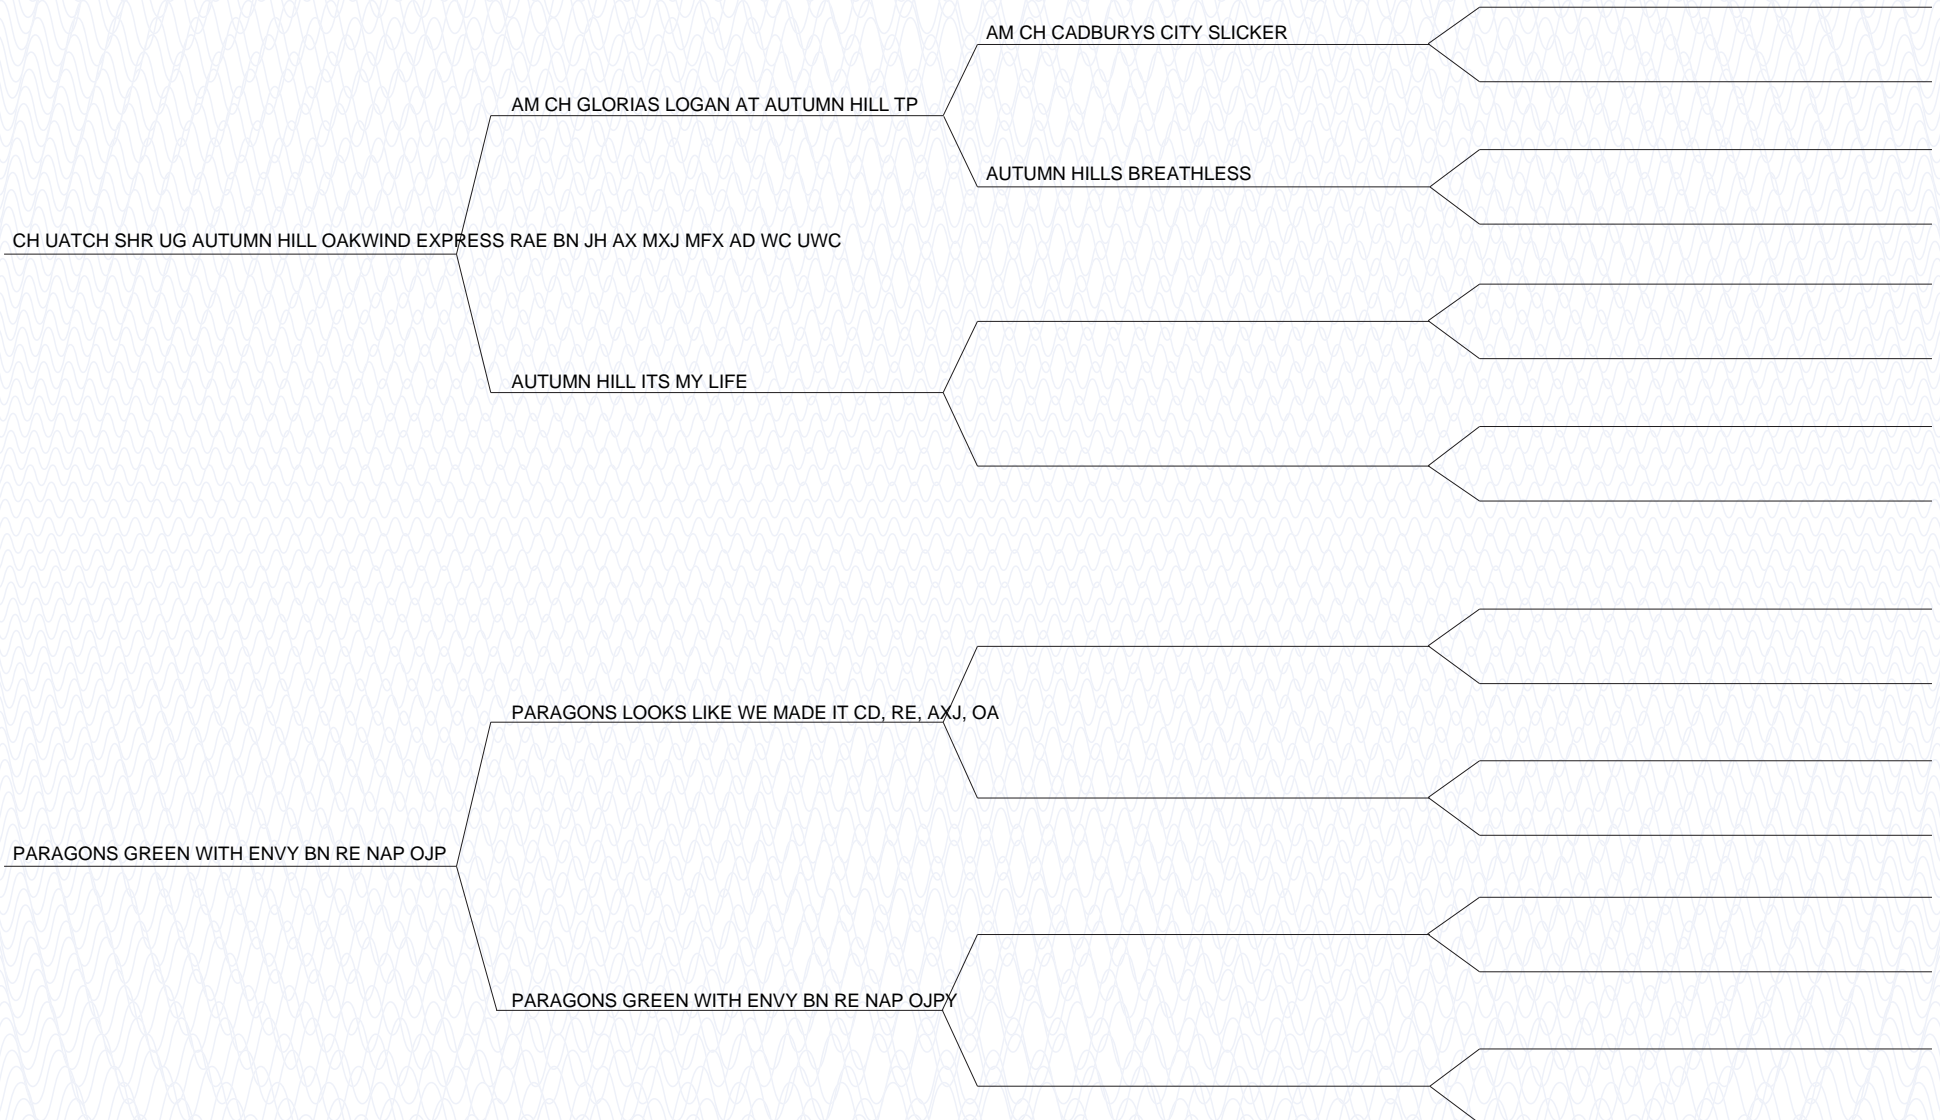 AM CH CADBURYS CITY SLICKER
AM CH GLORIAS LOGAN AT AUTUMN HILL TP
AUTUMN HILLS BREATHLESS
CH UATCH SHR UG AUTUMN HILL OAKWIND EXPRESS RAE BN JH AX MXJ MFX AD WC UWC
AUTUMN HILL ITS MY LIFE
PARAGONS LOOKS LIKE WE MADE IT CD, RE, AXJ, OA
PARAGONS GREEN WITH ENVY BN RE NAP OJP
PARAGONS GREEN WITH ENVY BN RE NAP OJPY